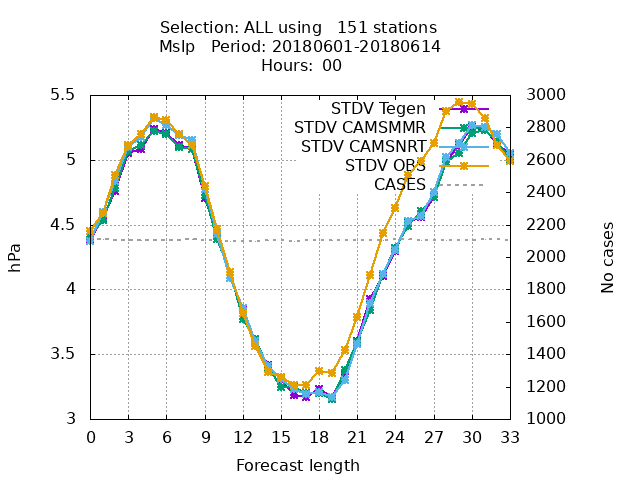 Selection: ALL using   151 stations
Mslp   Period: 20180601-20180614
Hours: 00
5.5
5
4.5
4
3.5
3
hPa
STDV Tegen
STDV CAMSMMR
STDV CAMSNRT
STDV OBS
CASES
3000
2800
2600
2400
2200
2000
1800
1600
1400
1200
1000
No cases
0 3 6 9 12 15 18 21 24 27 30 33
Forecast length